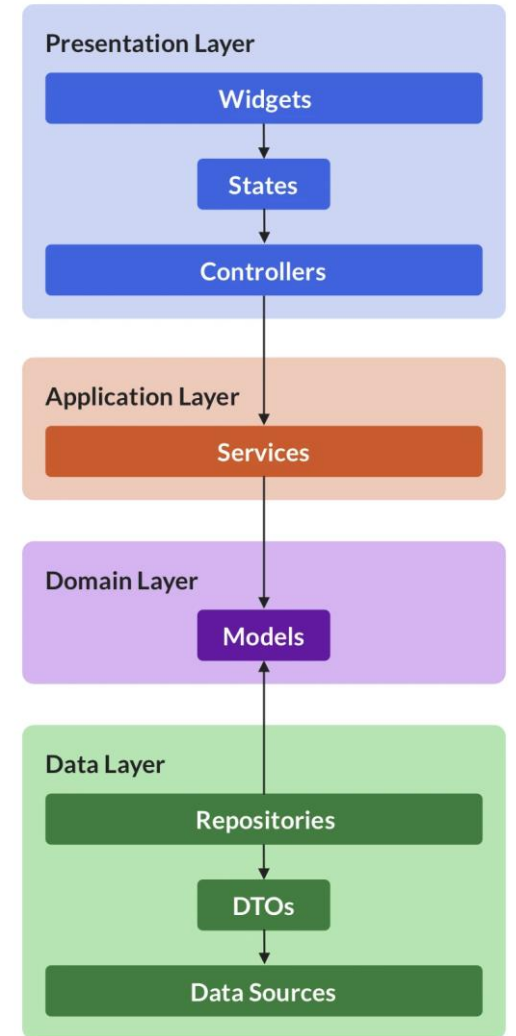 Presentation Layer
Widgets
States
Controllers
Application Layer
Services
Domain Layer
Models
Data Layer
Repositories
DTOs
Data Sources